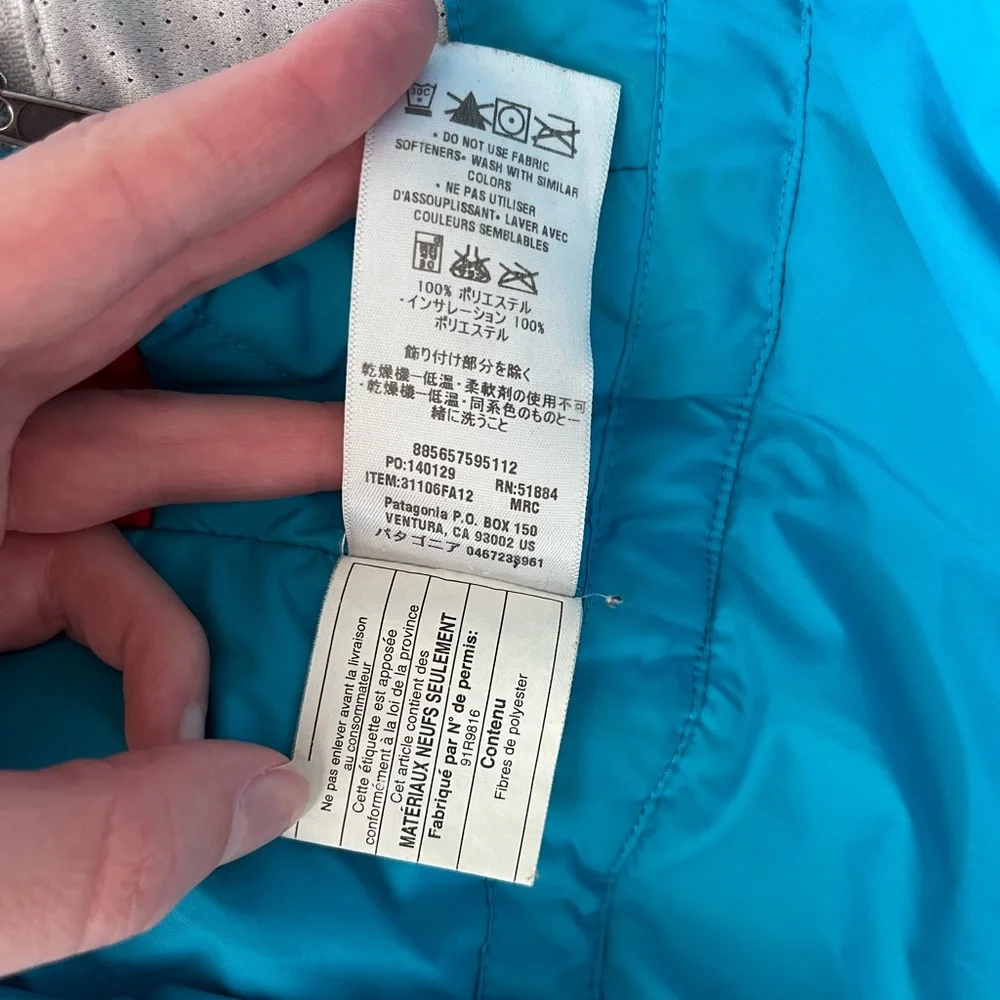 30C
• DO NOT USE FABRIC
SOFTENERS• WASH WITH SIMILAR
COLORS
• NE PAS UTILISER
D'ASSOUPLISSANT• LAVER AVEC
COULEURS SEMBLABLES
100% ポリエステル
・インサレーション 100%
ポリエステル
飾り付け部分を除く
乾燥機ー低温・柔軟剤の使用不可
・乾燥機ー低温・同系色のものと一
緒に洗うこと
885657595112
PO:140129 RN:51884
ITEM:31106FA12 MRC
Patagonia P.O. BOX 150
VENTURA, CA 93002 US
パタゴニア 0467238961
Ne pas enlever avant la livraison
au consommateur
Cette étiquette est apposée
conformément à la loi de la province
Cet article contient des
MATÉRIAUX NEUFS SEULEMENT
Fabriqué par N° de permis:
91R9816
Contenu
Fibres de polyester